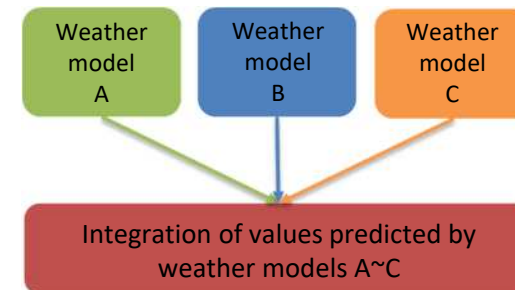 Weather
model
A
Weather
model
B
Weather
model
C
Integration of values predicted by
weather models A~C